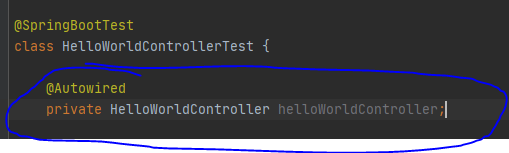 @SpringBootTest
class HelloWorldControllerTest {
@Autowired
private HelloWorldController helloWorldController;